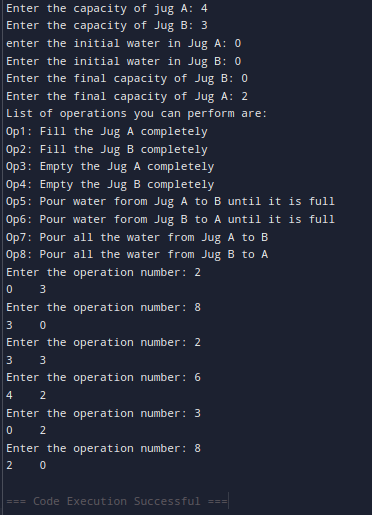 Enter the capacity of jug A: 4
Enter the capacity of Jug B: 3
enter the initial water in Jug A: 0
Enter the initial water in Jug B: 0
Enter the final capacity of Jug B: 0
Enter the final capacity of Jug A: 2
List of operations you can perform are:
Op1: Fill the Jug A completely
Op2: Fill the Jug B completely
Op3: Empty the Jug A completely
Op4: Empty the Jug B completely
Op5: Pour water forom Jug A to B until it is full
Op6: Pour water forom Jug B to A until it is full
Op7: Pour all the water from Jug A to B
Op8: Pour all the water from Jug B to A
Enter the operation number: 2
0    3
Enter the operation number: 8
3    0
Enter the operation number: 2
3    3
Enter the operation number: 6
4    2
Enter the operation number: 3
0    2
Enter the operation number: 8
2    0
=== Code Execution Successful ===